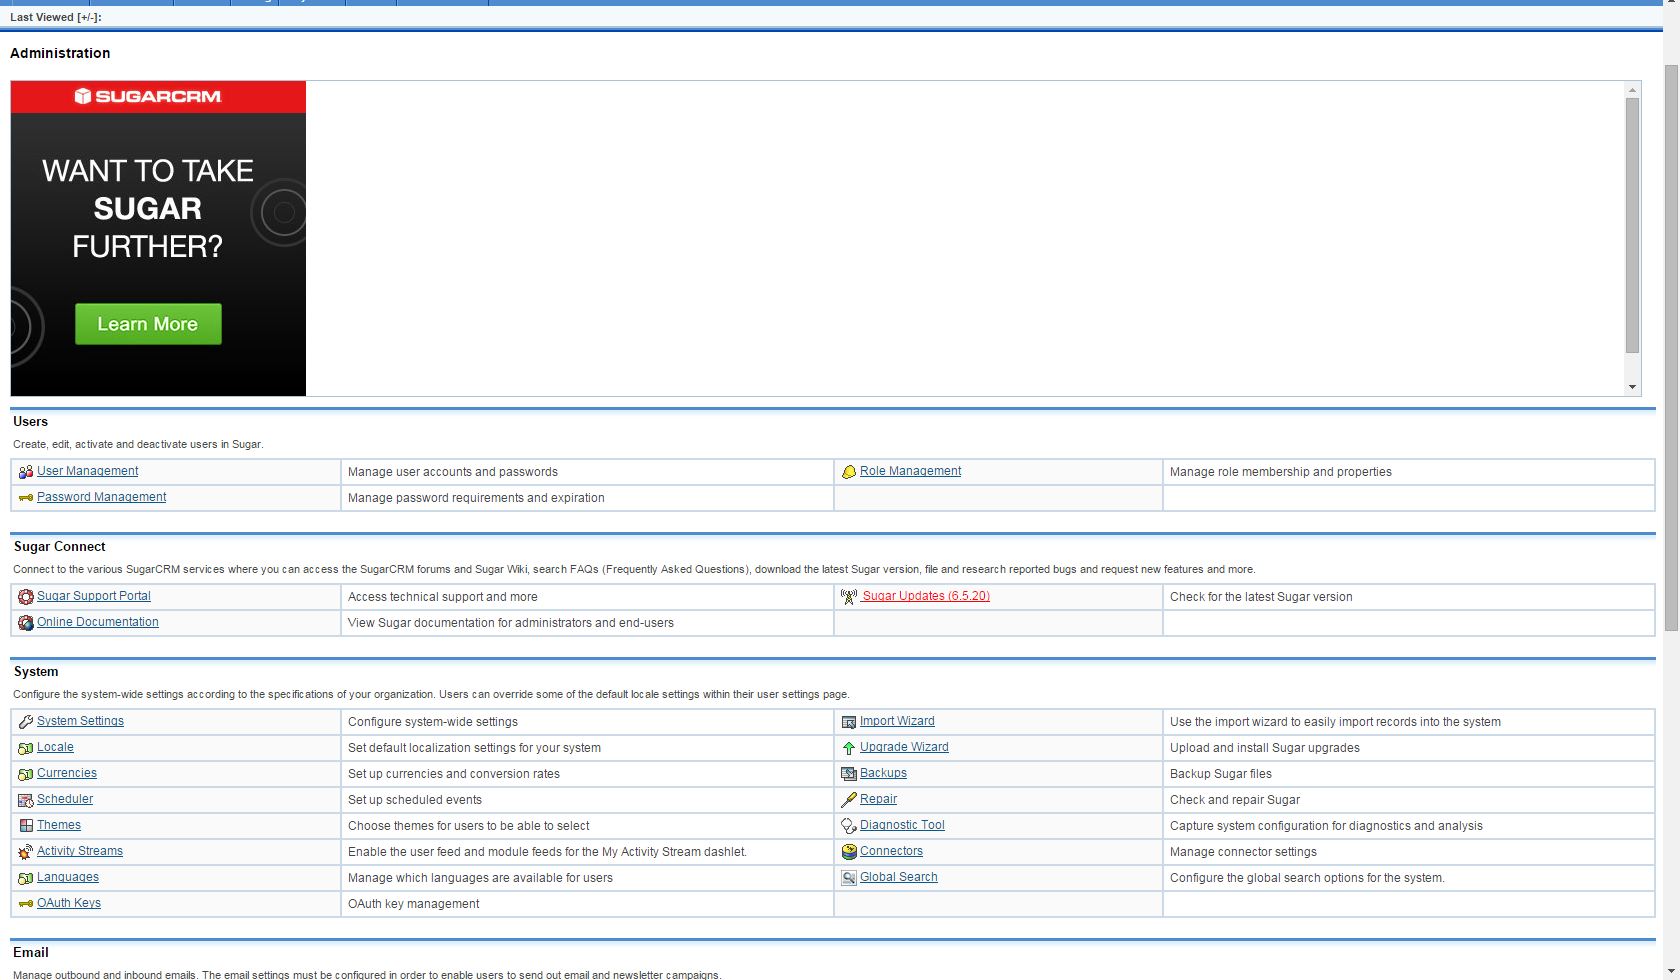 Last Viewed [+/-]:
Administration
SUGARCRM
WANT TO TAKE
SUGAR
FURTHER?
Learn More
Users
Create, edit, activate and deactivate users in Sugar.
User Management Manage user accounts and passwords Role Management Manage role membership and properties
Password Management Manage password requirements and expiration
Sugar Connect
Connect to the various SugarCRM services where you can access the SugarCRM forums and Sugar Wiki, search FAQs (Frequently Asked Questions), download the latest Sugar version, file and research reported bugs and request new features and more.
Sugar Support Portal Access technical support and more Sugar Updates (6.5.20) Check for the latest Sugar version
Online Documentation View Sugar documentation for administrators and end-users
System
Configure the system-wide settings according to the specifications of your organization. Users can override some of the default locale settings within their user settings page.
System Settings Configure system-wide settings Import Wizard Use the import wizard to easily import records into the system
Locale Set default localization settings for your system Upgrade Wizard Upload and install Sugar upgrades
Currencies Set up currencies and conversion rates Backups Backup Sugar files
Scheduler Set up scheduled events Repair Check and repair Sugar
Themes Choose themes for users to be able to select Diagnostic Tool Capture system configuration for diagnostics and analysis
Activity Streams Enable the user feed and module feeds for the My Activity Stream dashlet. Connectors Manage connector settings
Languages Manage which languages are available for users Global Search Configure the global search options for the system.
OAuth Keys OAuth key management
Email
Manage outbound and inbound emails. The email settings must be configured in order to enable users to send out email and newsletter campaigns.